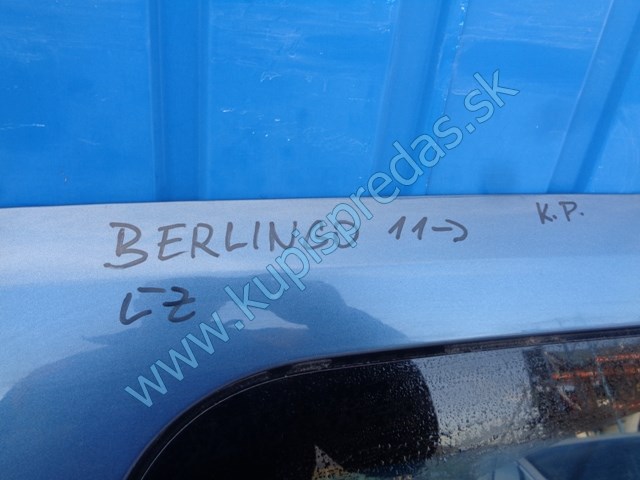 BERLINGO 11-> K.P.
LZ
www.kupispredas.sk